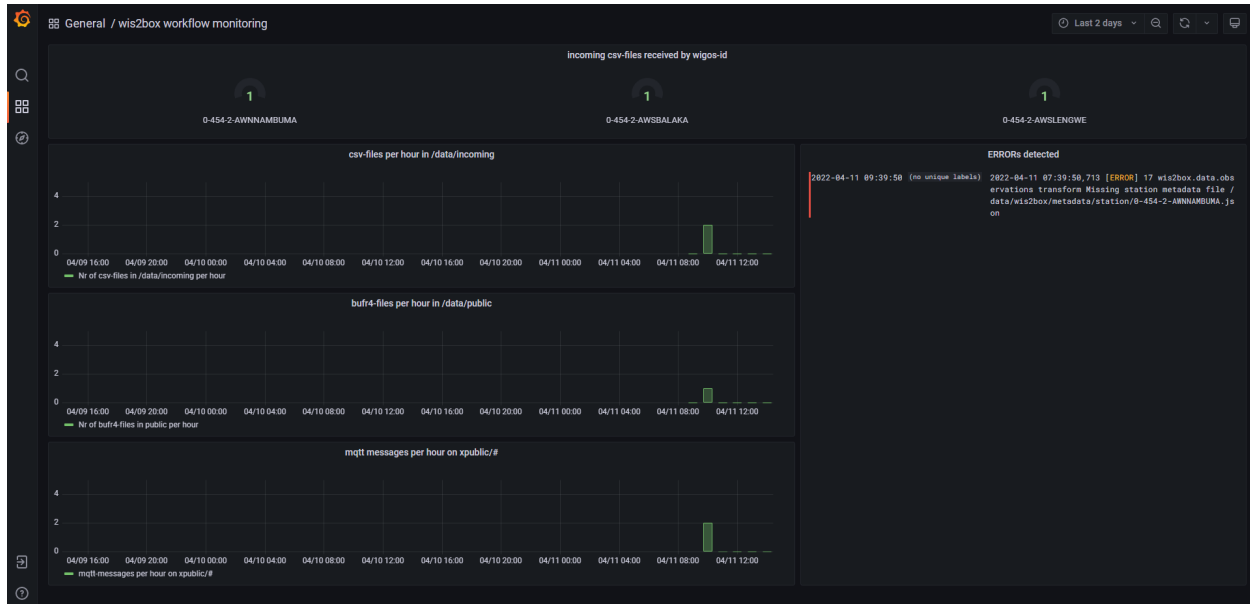 General / wis2box workflow monitoring
Last 2 days
incoming csv-files received by wigos-id
1
0-454-2-AWNNAMBUMA
1
0-454-2-AWSBALAKA
1
0-454-2-AWSLENGWE
csv-files per hour in /data/incoming
4
2
0
04/09 16:00 04/09 20:00 04/10 00:00 04/10 04:00 04/10 08:00 04/10 12:00 04/10 16:00 04/10 20:00 04/11 00:00 04/11 04:00 04/11 08:00 04/11 12:00
Nr of csv-files in /data/incoming per hour
bufr4-files per hour in /data/public
4
2
0
04/09 16:00 04/09 20:00 04/10 00:00 04/10 04:00 04/10 08:00 04/10 12:00 04/10 16:00 04/10 20:00 04/11 00:00 04/11 04:00 04/11 08:00 04/11 12:00
Nr of bufr4-files in public per hour
mqtt messages per hour on xpublic/#
4
2
0
04/09 16:00 04/09 20:00 04/10 00:00 04/10 04:00 04/10 08:00 04/10 12:00 04/10 16:00 04/10 20:00 04/11 00:00 04/11 04:00 04/11 08:00 04/11 12:00
mqtt-messages per hour on xpublic/#
ERRORs detected
2022-04-11 09:39:50 (no unique labels) 2022-04-11 07:39:50,713 [ERROR] 17 wis2box.data.obs
ervations transform Missing station metadata file /
data/wis2box/metadata/station/0-454-2-AWNNAMBUMA.js
on